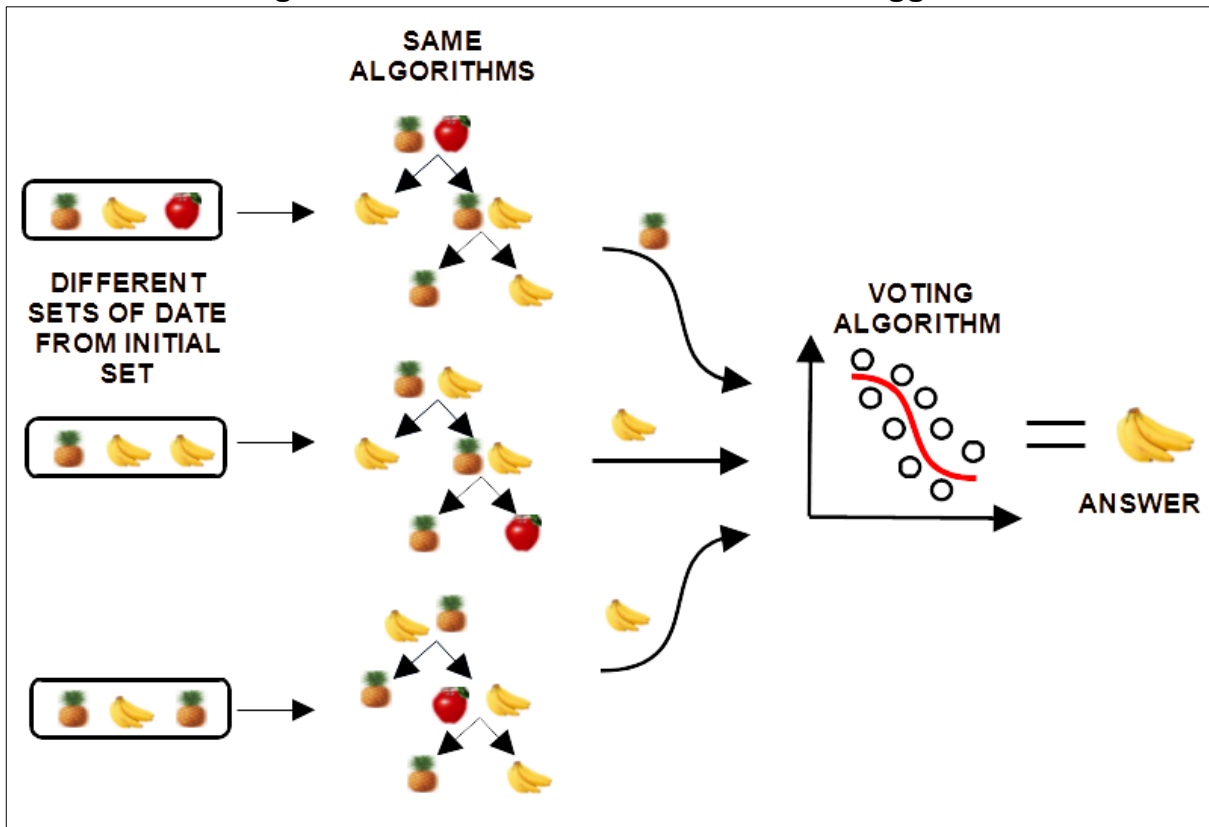 SAME
ALGORITHMS
DIFFERENT
SETS OF DATE
FROM INITIAL
SET
VOTING
ALGORITHM
ANSWER